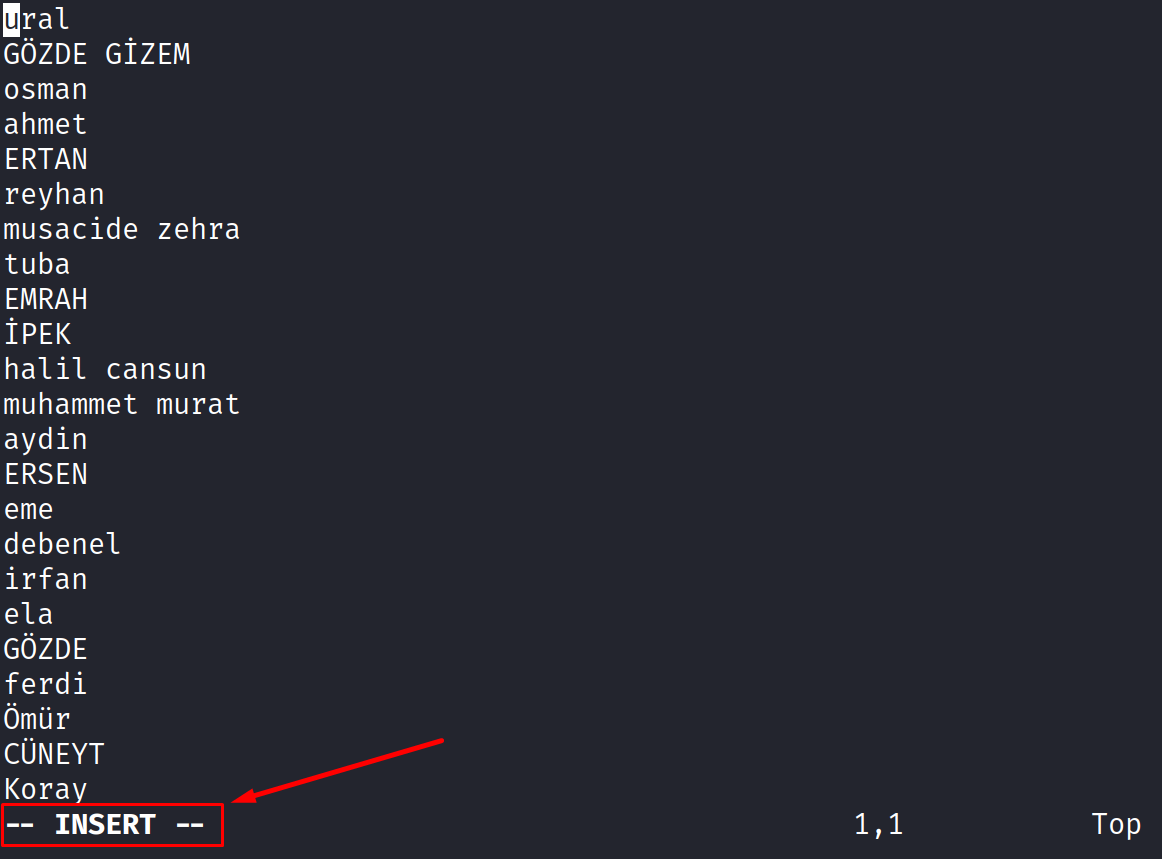 ural
GÖZDE GİZEM
osman
ahmet
ERTAN
reyhan
musacide zehra
tuba
EMRAH
İPEK
halil cansun
muhammet murat
aydin
ERSEN
eme
debenel
irfan
ela
GÖZDE
ferdi
Ömür
CÜNEYT
Koray
-- INSERT -- 1,1 Top